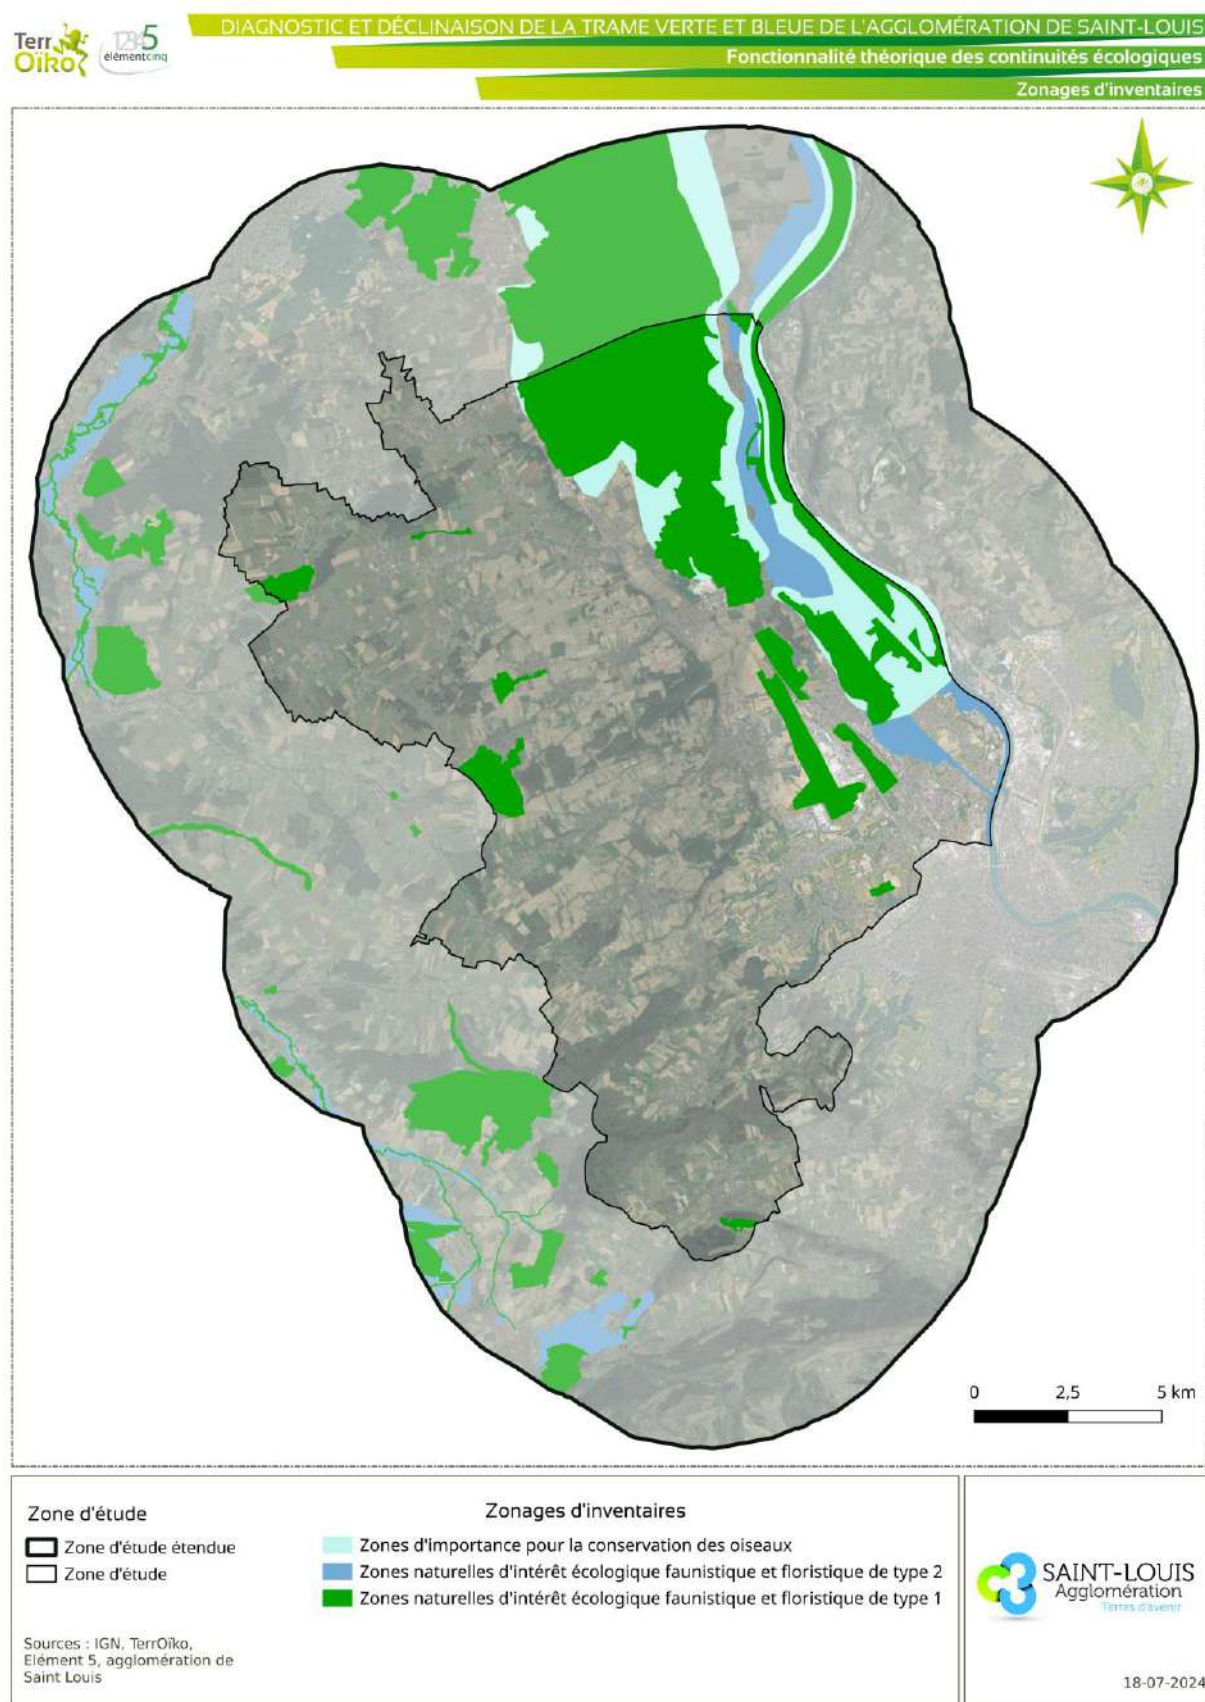 DIAGNOSTIC ET DÉCLINAISON DE LA TRAME VERTE ET BLEUE DE L'AGGLOMÉRATION DE SAINT-LOUIS
Terr
Oïko
12345
élémentcinq
Fonctionnalité théorique des continuités écologiques
Zonages d'inventaires
0 2,5 5 km
Zone d'étude
Zone d'étude étendue
Zone d'étude
Zonages d'inventaires
Zones d'importance pour la conservation des oiseaux
Zones naturelles d'intérêt écologique faunistique et floristique de type 2
Zones naturelles d'intérêt écologique faunistique et floristique de type 1
Sources : IGN, TerrOïko,
Elément 5, agglomération de
Saint Louis
SAINT-LOUIS
Agglomération
Terres d'avenir
18-07-2024